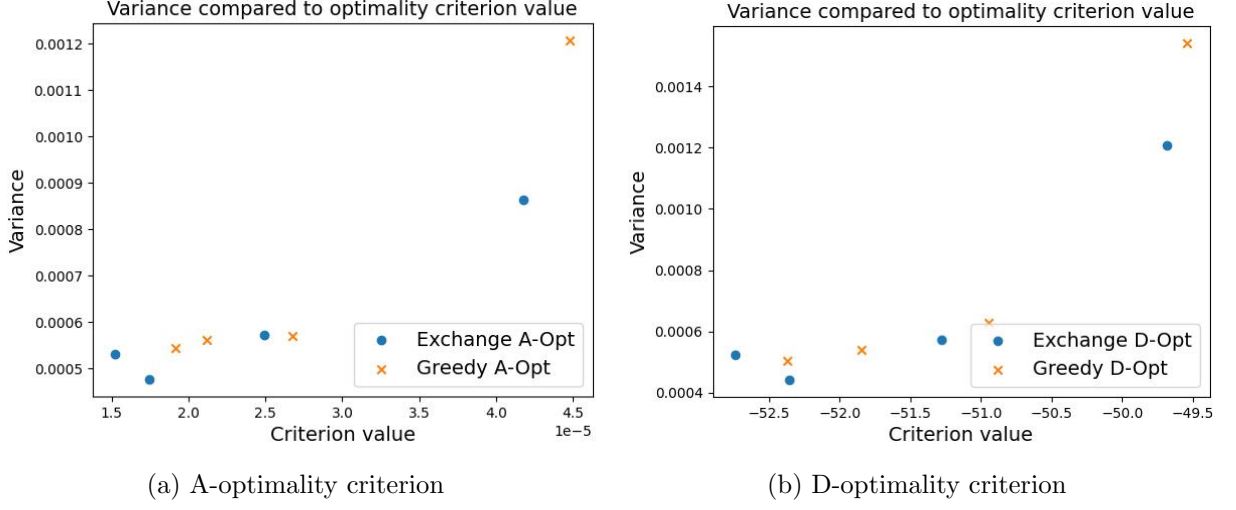 Variance compared to optimality criterion value
0.0012
0.0011
0.0010
0.0009
0.0008
0.0007
0.0006
0.0005
Variance
Exchange A-Opt
Greedy A-Opt
1.5 2.0 2.5 3.0 3.5 4.0 4.5
1e−5
Criterion value
(a) A-optimality criterion
Variance compared to optimality criterion value
0.0014
0.0012
0.0010
0.0008
0.0006
0.0004
Variance
Exchange D-Opt
Greedy D-Opt
−52.5 −52.0 −51.5 −51.0 −50.5 −50.0 −49.5
Criterion value
(b) D-optimality criterion